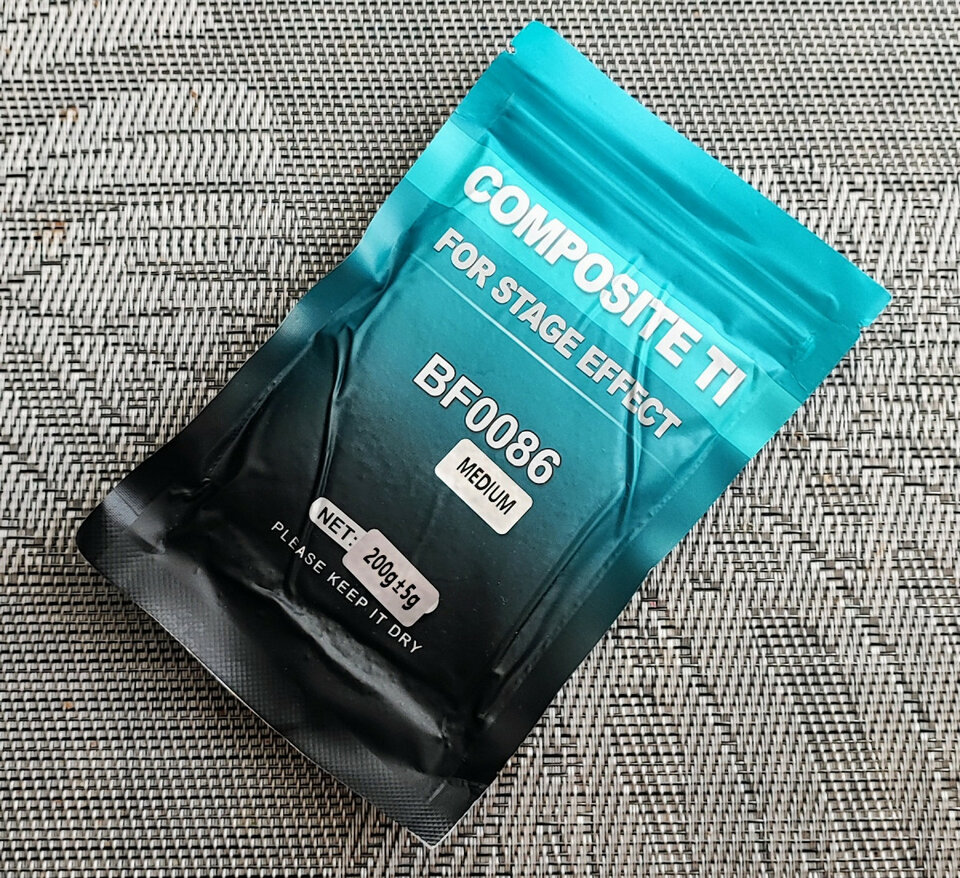 COMPOSITE TI
FOR STAGE EFFECT
BF0086
MEDIUM
NET: 200g±5g
PLEASE KEEP IT DRY